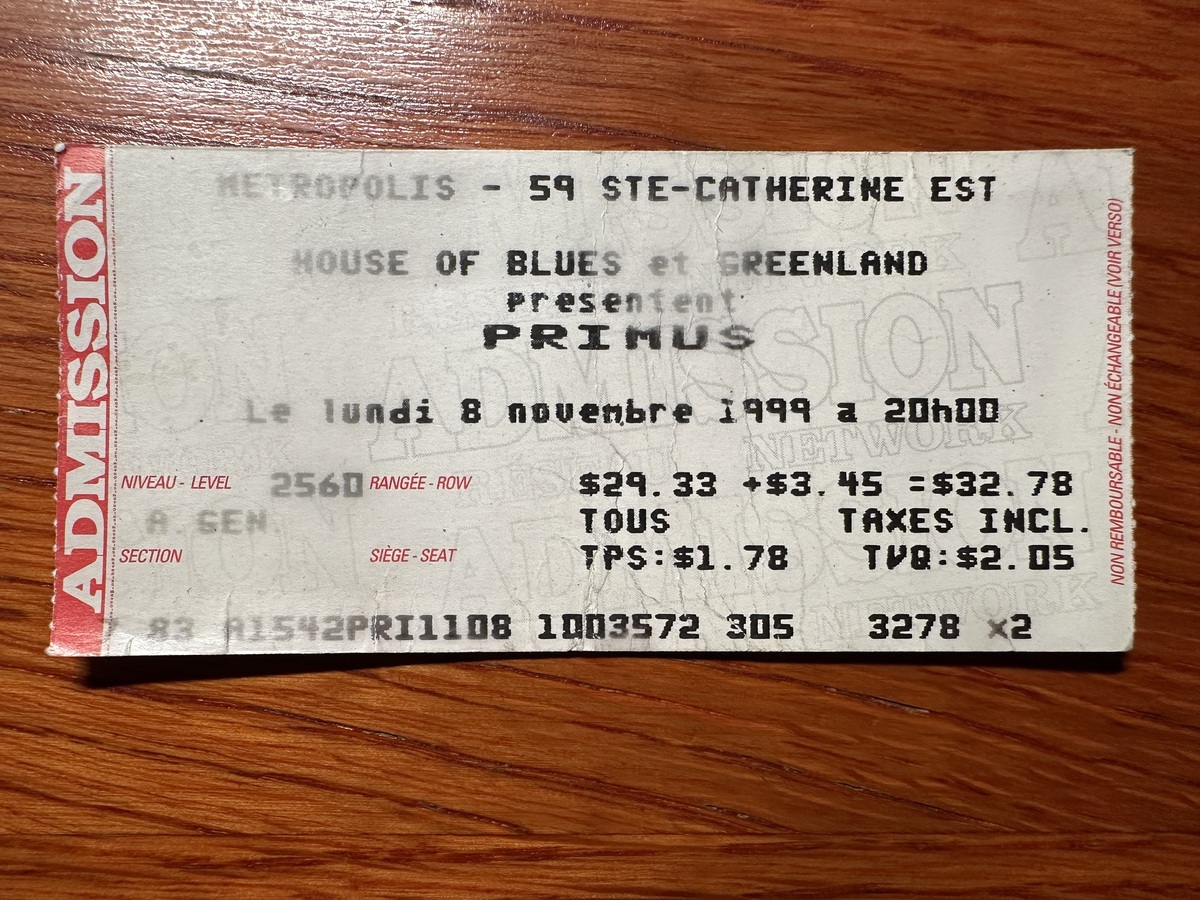 ADMISSION
METROPOLIS - 59 STE-CATHERINE EST
HOUSE OF BLUES et GREENLAND
presentent
PRIMUS
Le lundi 8 novembre 1999 a 20h00
NIVEAU - LEVEL 2560 RANGÉE - ROW $29.33 +$3.45 =$32.78
A GEN TOUS TAXES INCL.
SECTION SIÈGE - SEAT TPS:$1.78 TVQ:$2.05
83 A1542PRI1108 1003572 305 3278 x2
NON REMBOURSABLE - NON ÉCHANGEABLE (VOIR VERSO)
ADMISSION
NETWORK